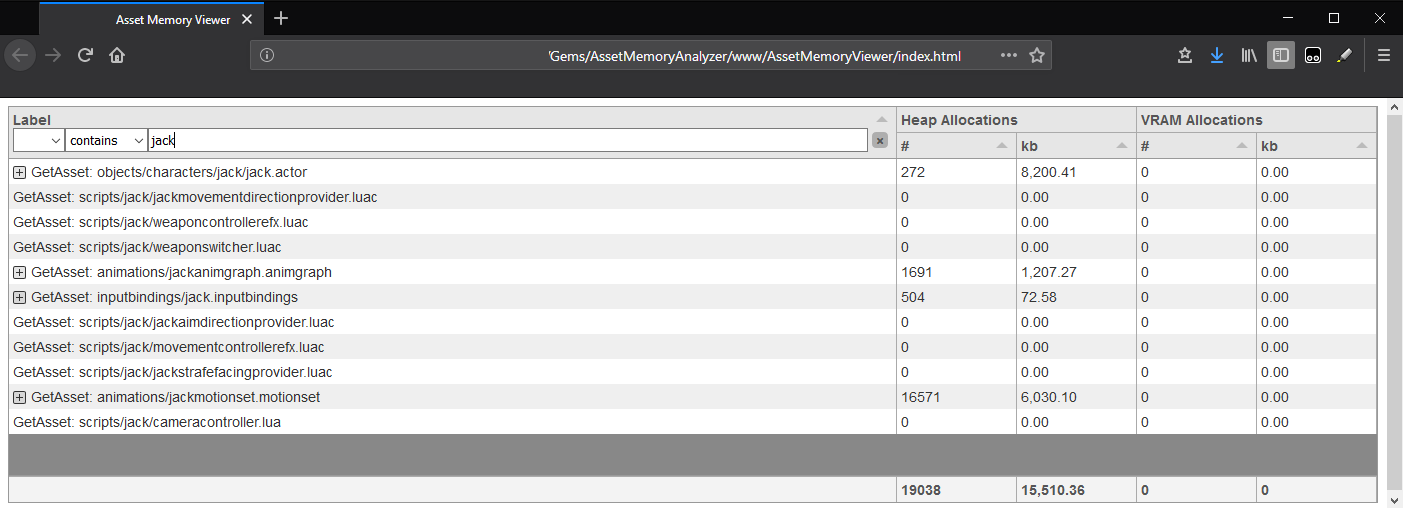 Asset Memory Viewer
/Gems/AssetMemoryAnalyzer/www/AssetMemoryViewer/index.html
Label Heap Allocations VRAM Allocations
contains jack # kb # kb
GetAsset: objects/characters/jack/jack.actor 272 8,200.41 0 0.00
GetAsset: scripts/jack/jackmovementdirectionprovider.luac 0 0.00 0 0.00
GetAsset: scripts/jack/weaponcontrollerefx.luac 0 0.00 0 0.00
GetAsset: scripts/jack/weaponswitcher.luac 0 0.00 0 0.00
GetAsset: animations/jackanimgraph.animgraph 1691 1,207.27 0 0.00
GetAsset: inputbindings/jack.inputbindings 504 72.58 0 0.00
GetAsset: scripts/jack/jackaimdirectionprovider.luac 0 0.00 0 0.00
GetAsset: scripts/jack/movementcontrollerefx.luac 0 0.00 0 0.00
GetAsset: scripts/jack/jackstrafefacingprovider.luac 0 0.00 0 0.00
GetAsset: animations/jackmotionset.motionset 16571 6,030.10 0 0.00
GetAsset: scripts/jack/cameracontroller.lua 0 0.00 0 0.00
19038 15,510.36 0 0